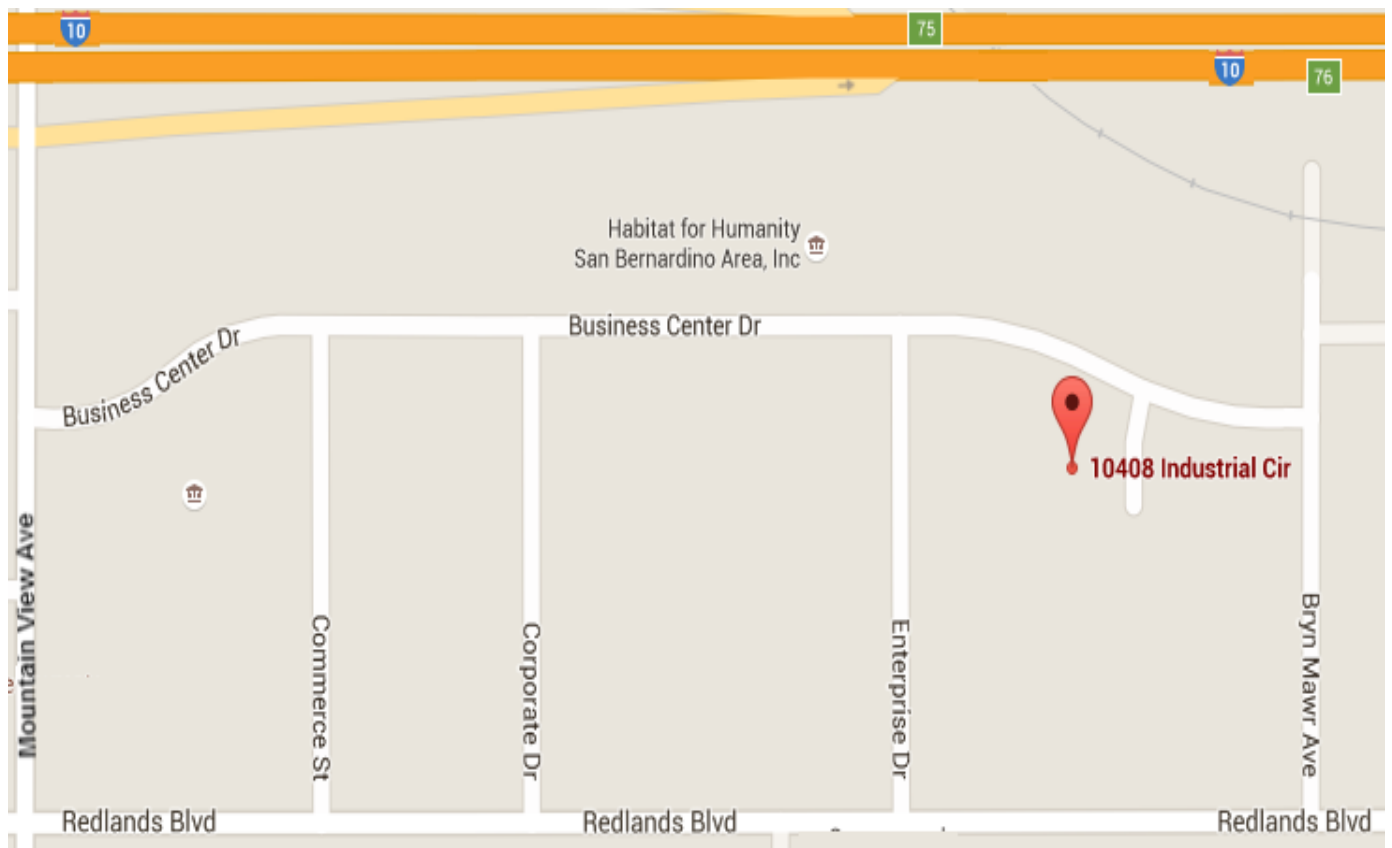 10
75
10
76
Habitat for Humanity
San Bernardino Area, Inc
Business Center Dr
Business Center Dr
10408 Industrial Cir
Mountain View Ave
Commerce St
Corporate Dr
Enterprise Dr
Bryn Mawr Ave
Redlands Blvd
Redlands Blvd
Redlands Blvd